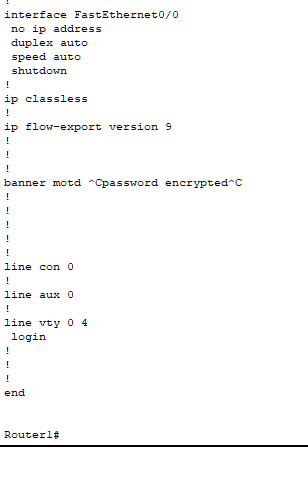 !
interface FastEthernet0/0
 no ip address
 duplex auto
 speed auto
 shutdown
!
ip classless
!
ip flow-export version 9
!
!
!
banner motd ^Cpassword encrypted^C
!
!
!
!
!
line con 0
!
line aux 0
!
line vty 0 4
 login
!
!
!
end
Router1#